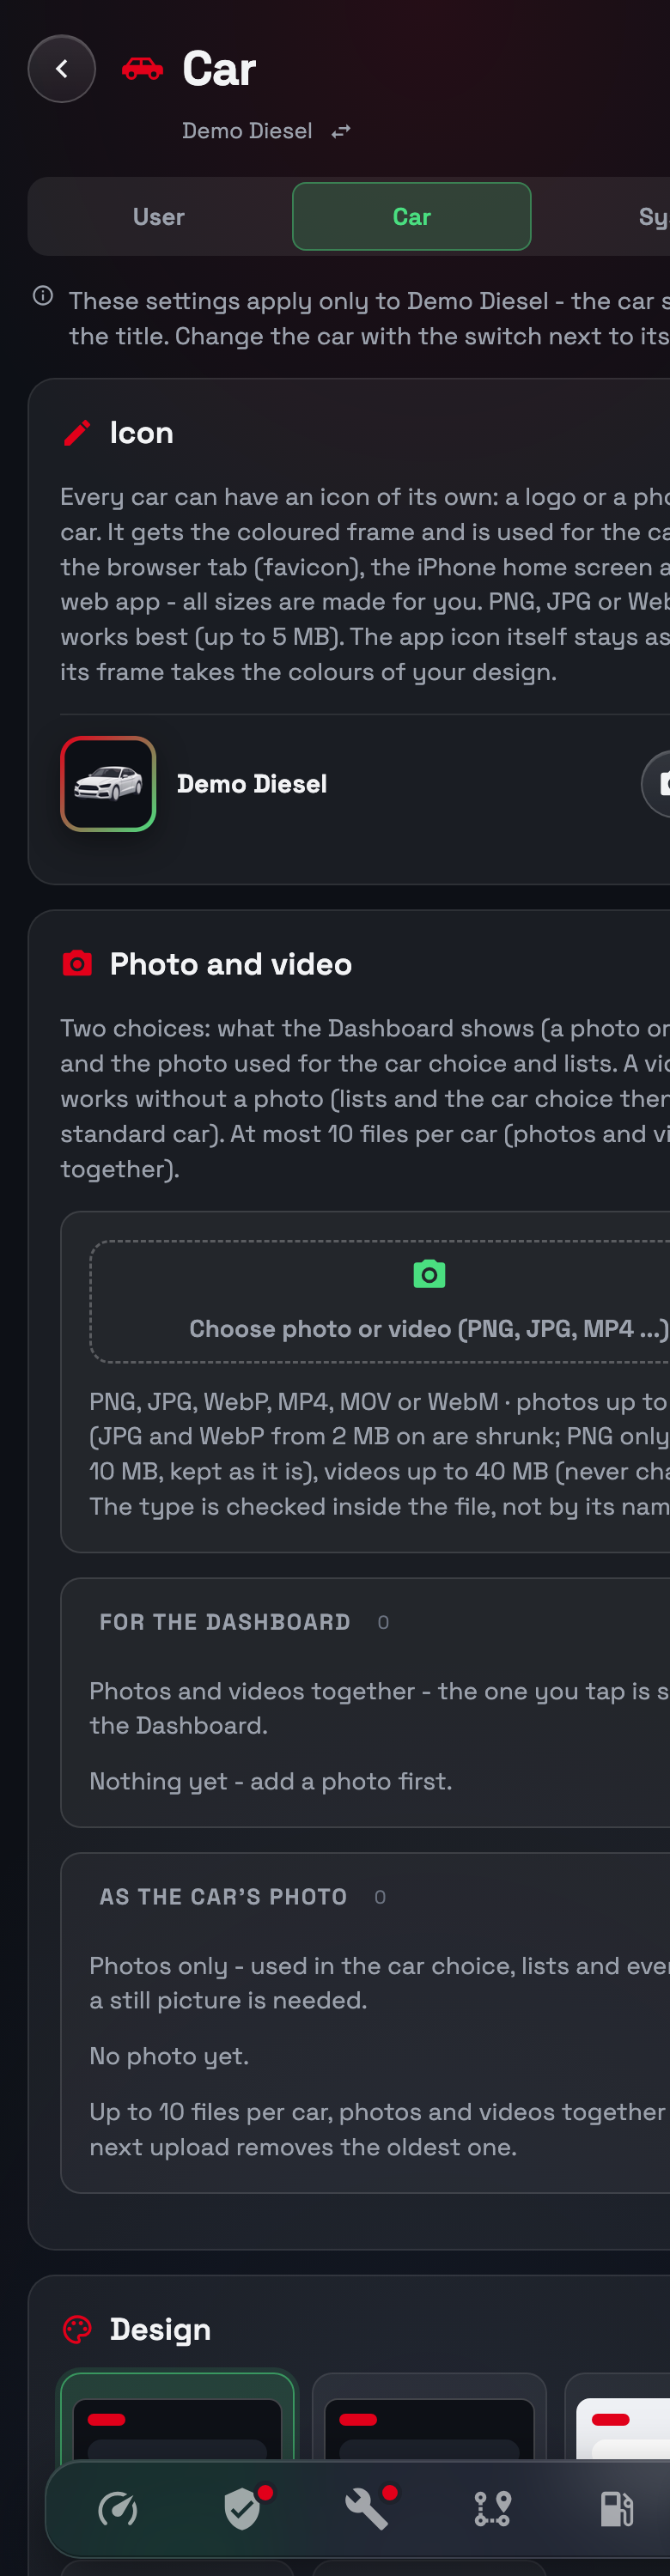 Car
Demo Diesel
User
Car
Sy
These settings apply only to Demo Diesel - the car s
the title. Change the car with the switch next to its
Icon
Every car can have an icon of its own: a logo or a pho
car. It gets the coloured frame and is used for the ca
the browser tab (favicon), the iPhone home screen a
web app - all sizes are made for you. PNG, JPG or Web
works best (up to 5 MB). The app icon itself stays as
its frame takes the colours of your design.
Demo Diesel
Photo and video
Two choices: what the Dashboard shows (a photo or
and the photo used for the car choice and lists. A vid
works without a photo (lists and the car choice then
standard car). At most 10 files per car (photos and vi
together).
Choose photo or video (PNG, JPG, MP4 ...)
PNG, JPG, WebP, MP4, MOV or WebM · photos up to
(JPG and WebP from 2 MB on are shrunk; PNG only
10 MB, kept as it is), videos up to 40 MB (never cha
The type is checked inside the file, not by its nam
FOR THE DASHBOARD 0
Photos and videos together - the one you tap is s
the Dashboard.
Nothing yet - add a photo first.
AS THE CAR'S PHOTO 0
Photos only - used in the car choice, lists and ever
a still picture is needed.
No photo yet.
Up to 10 files per car, photos and videos together
next upload removes the oldest one.
Design